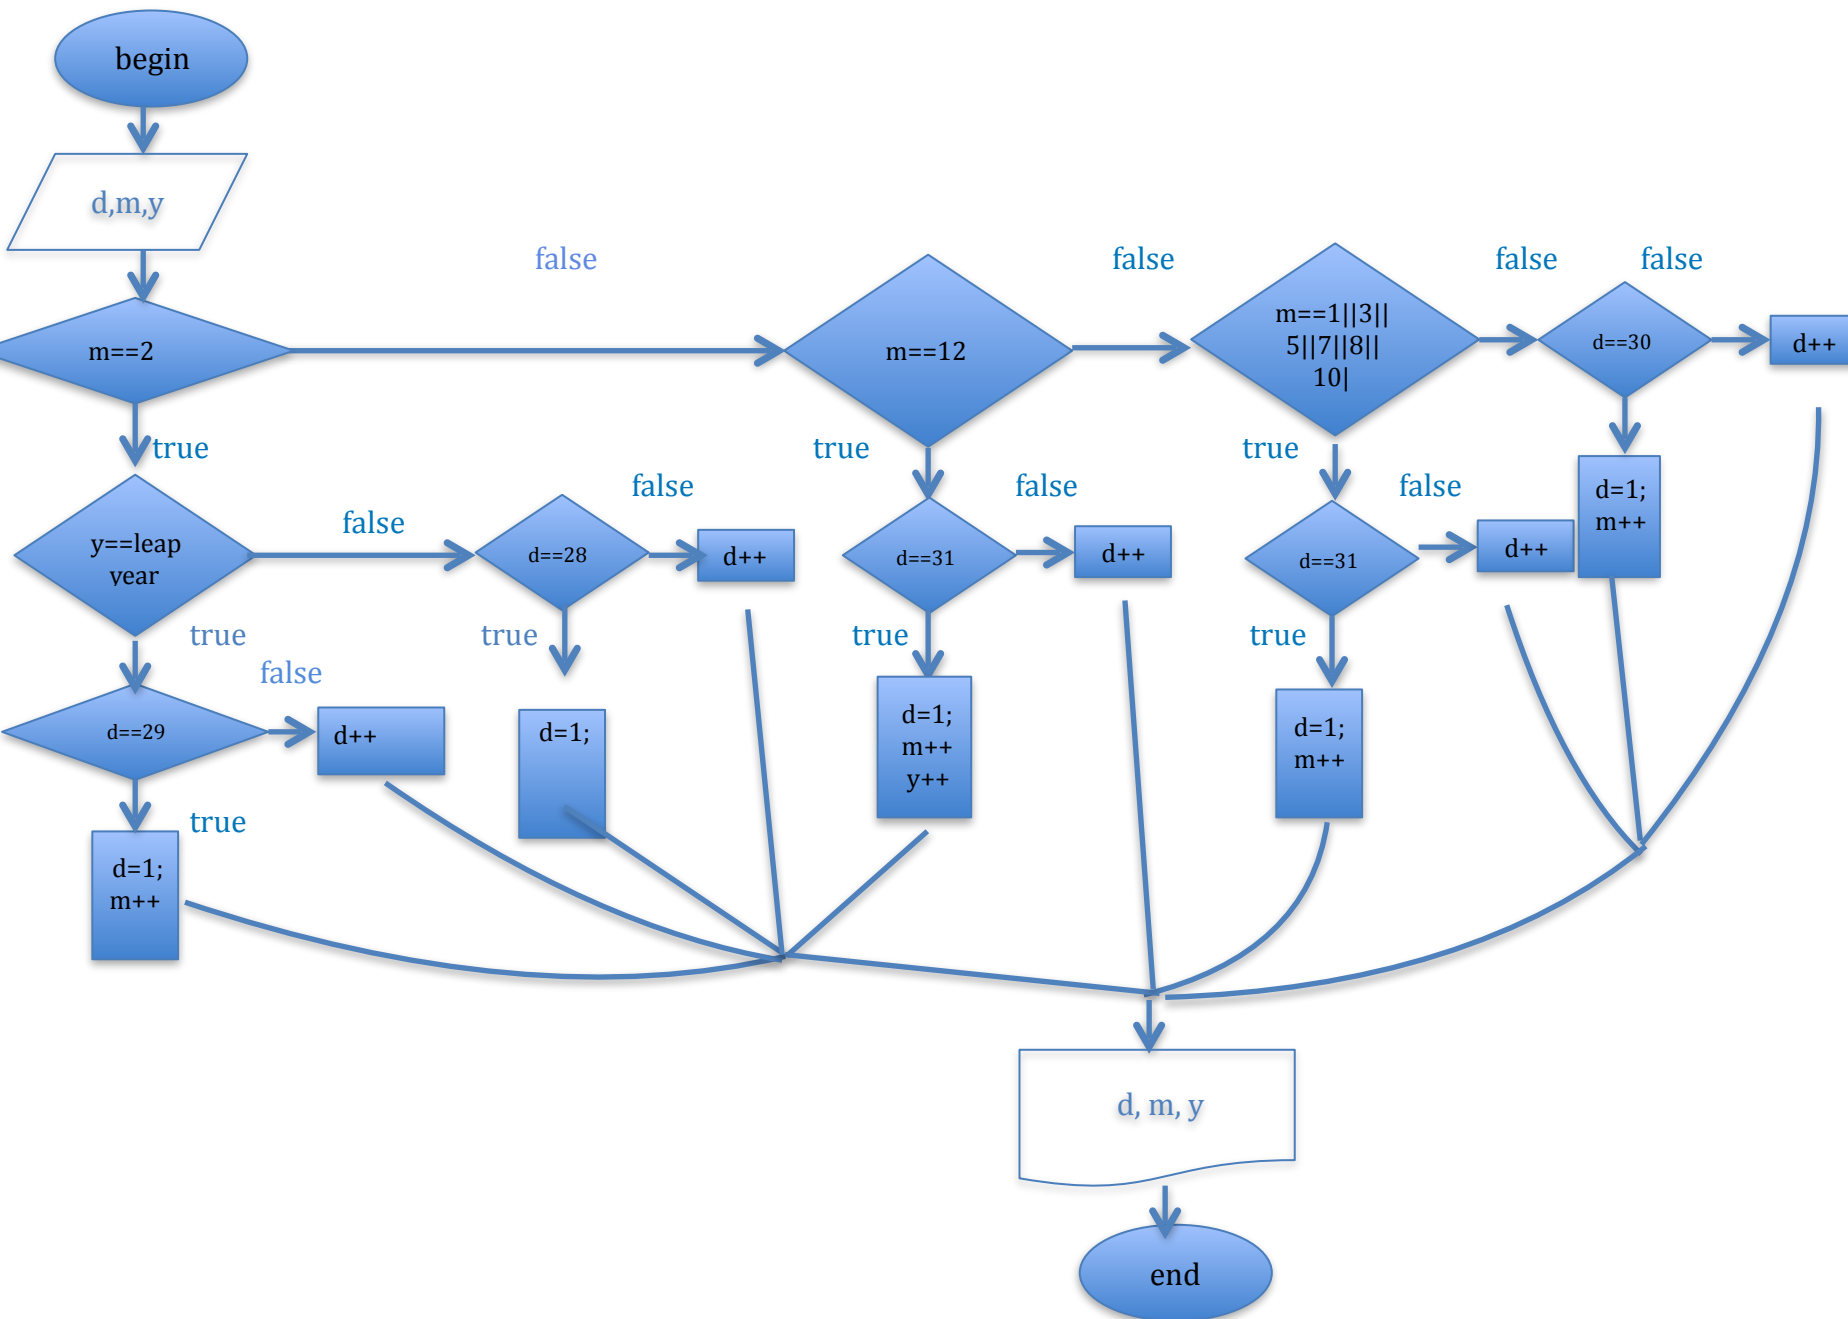 begin
d,m,y
false
false
false
false
m==2
m==12
m==1||3||
5||7||8||
10|
d==30
d++
true
true
true
y==leap
year
false
d==28
false
d++
d==31
false
d++
d==31
false
d++
d=1;
m++
true
false
true
true
true
d==29
d++
d=1;
d=1;
m++
y++
d=1;
m++
true
d=1;
m++
d, m, y
end